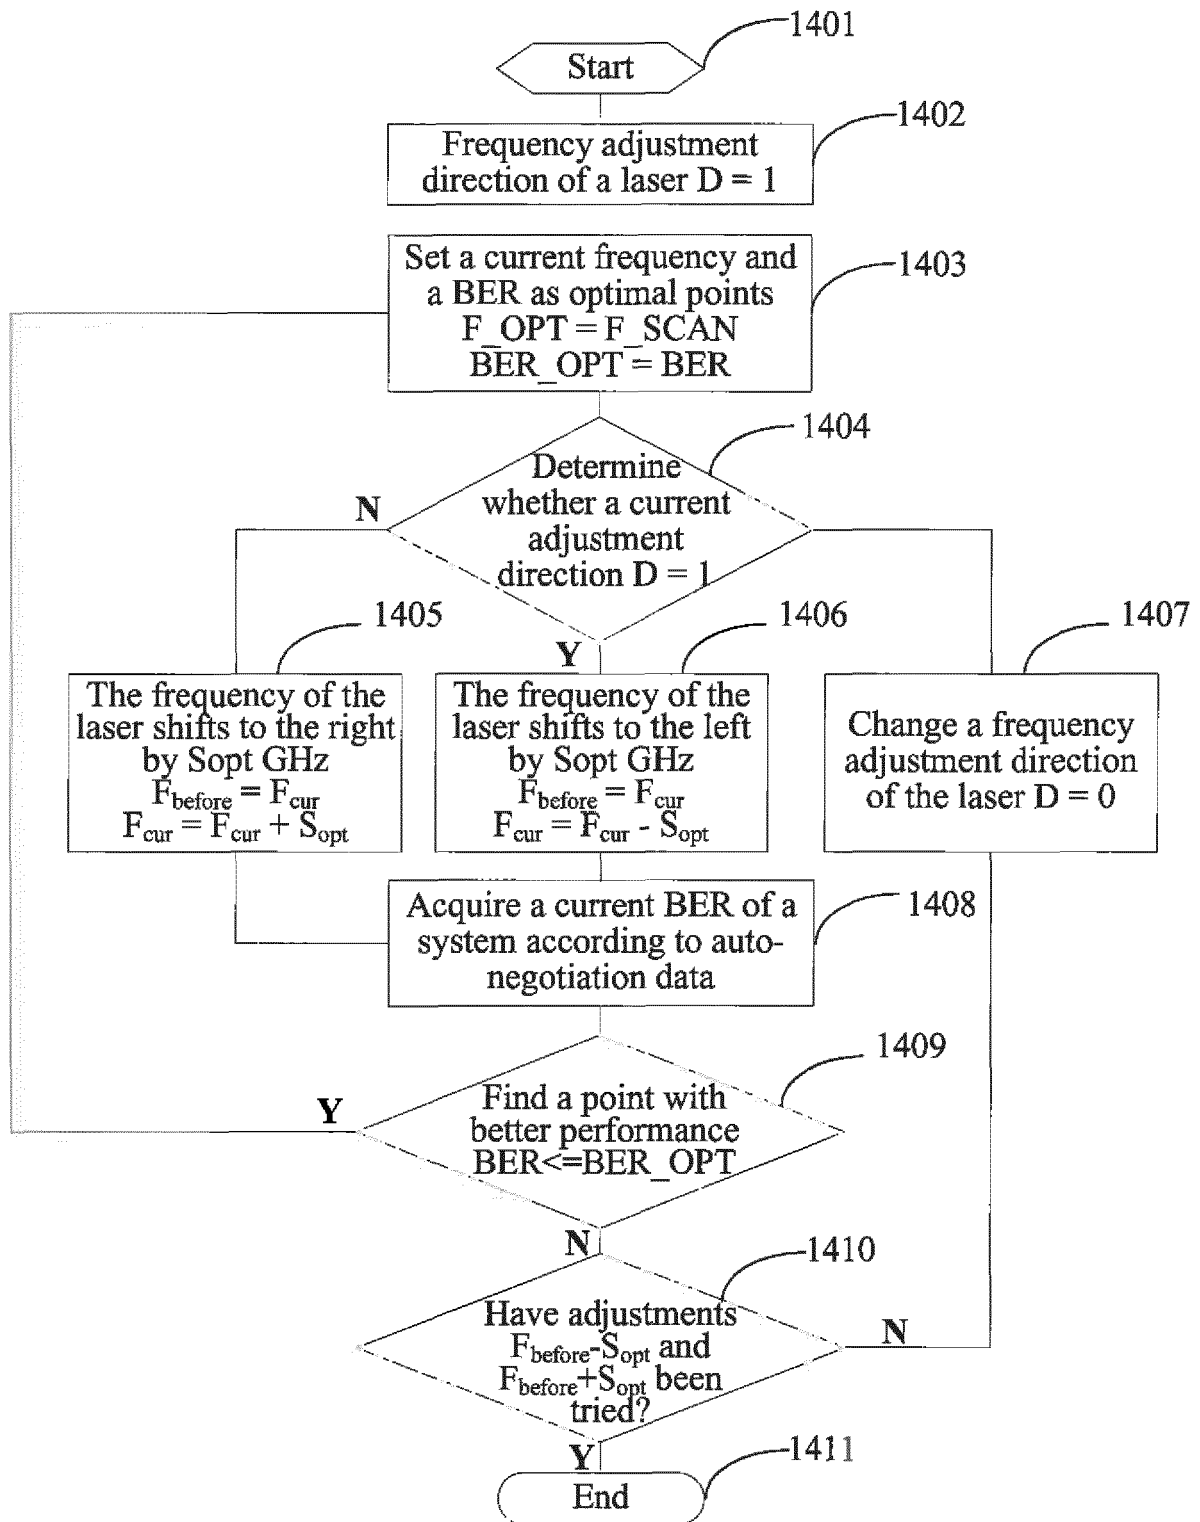 1401
Start
1402
Frequency adjustment
direction of a laser D = 1
Set a current frequency and
a BER as optimal points
F_OPT = F_SCAN
BER_OPT = BER
1403
1404
Determine
whether a current
adjustment
direction D = 1
N
Y
1405
1406
1407
The frequency of the
laser shifts to the right
by Sopt GHz
Fbefore = Fcur
Fcur = Fcur + Sopt
The frequency of the
laser shifts to the left
by Sopt GHz
Fbefore = Fcur
Fcur = Fcur - Sopt
Change a frequency
adjustment direction
of the laser D = 0
Acquire a current BER of a
system according to auto-
negotiation data
1408
1409
Y
Find a point with
better performance
BER<=BER_OPT
N
1410
Have adjustments
Fbefore-Sopt and
Fbefore+Sopt been
tried?
N
Y
1411
End